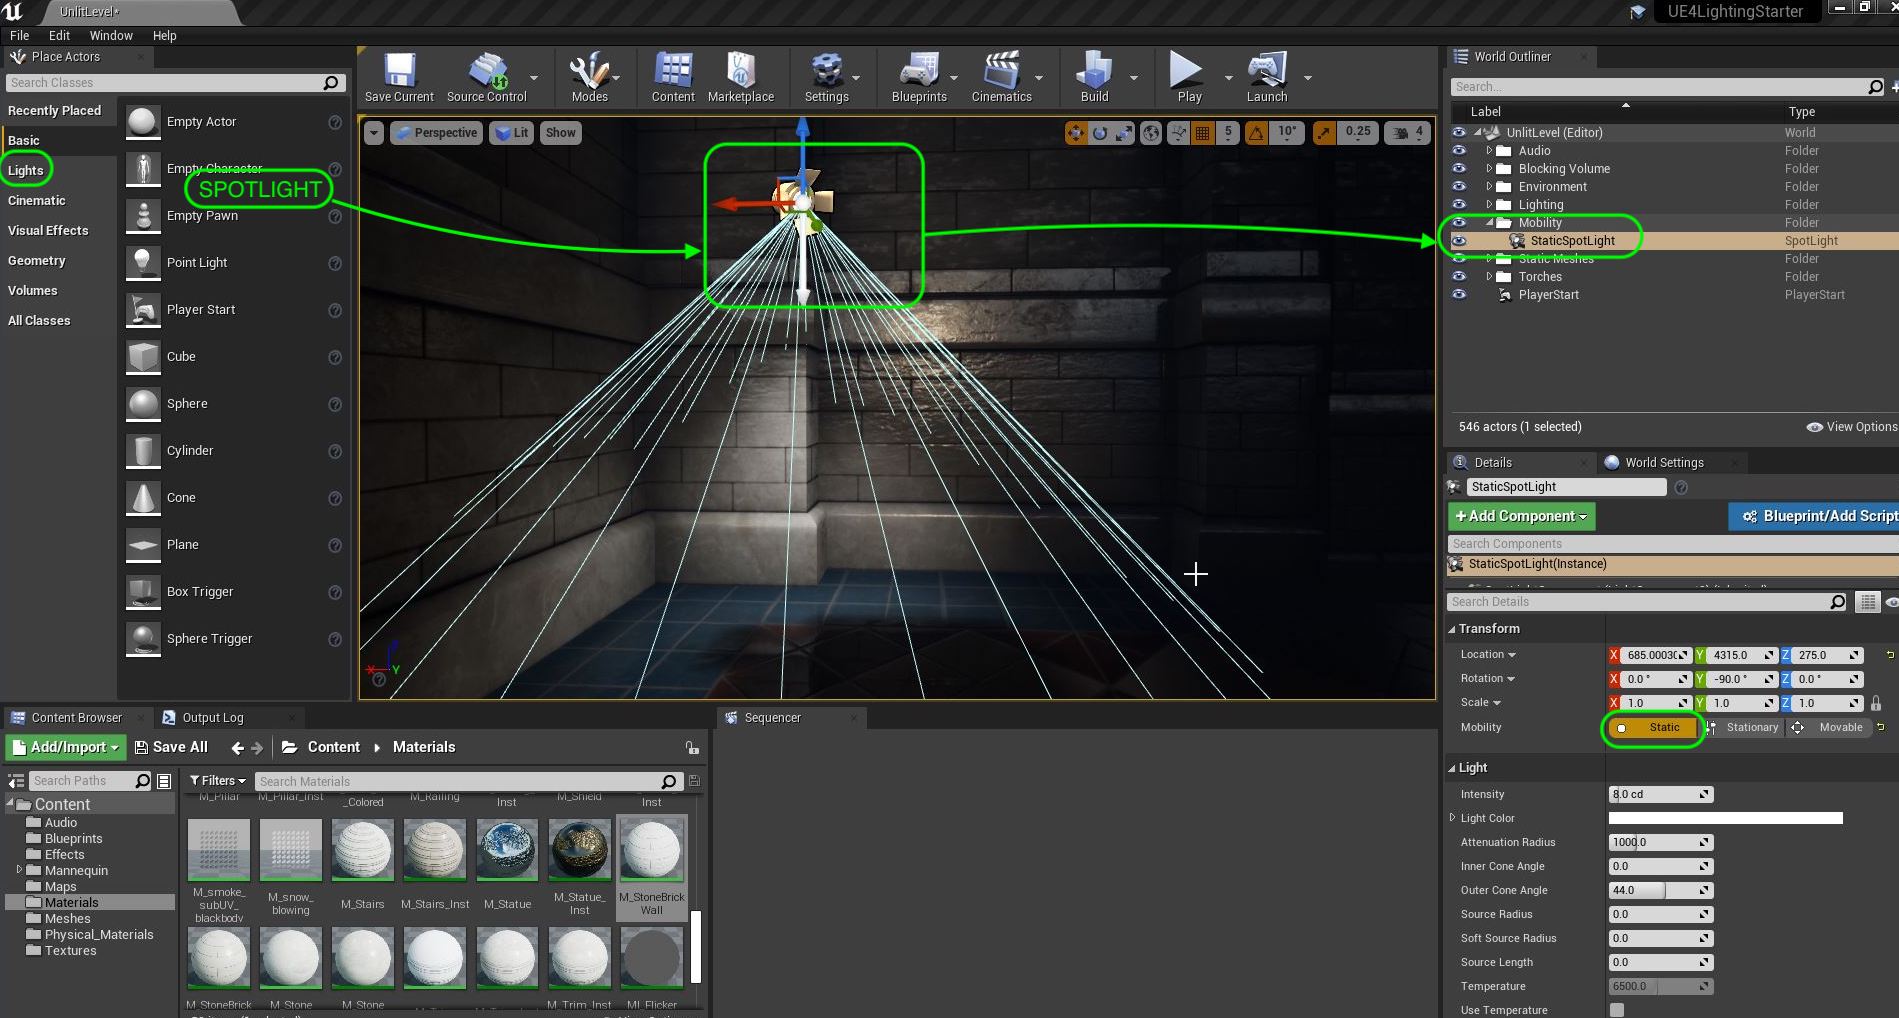 UnlitLevel*
UE4LightingStarter
File Edit Window Help
Place Actors
Search Classes
Recently Placed
Basic
Lights
Cinematic
Visual Effects
Geometry
Volumes
All Classes
Empty Actor
Empty Character
SPOTLIGHT
Empty Pawn
Point Light
Player Start
Cube
Sphere
Cylinder
Cone
Plane
Box Trigger
Sphere Trigger
Save Current
Source Control
Modes
Content
Marketplace
Settings
Blueprints
Cinematics
Build
Play
Launch
Perspective
Lit
Show
5
10°
0.25
4
X
Y
World Outliner
Search...
Label Type
UnlitLevel (Editor) World
Audio Folder
Blocking Volume Folder
Environment Folder
Lighting Folder
Mobility Folder
StaticSpotLight SpotLight
Static Meshes Folder
Torches Folder
PlayerStart PlayerStart
546 actors (1 selected)
View Options
Details
World Settings
StaticSpotLight
+Add Component
Blueprint/Add Script
Search Components
StaticSpotLight(Instance)
Search Details
Transform
Location X 685.0003 Y 4315.0 Z 275.0
Rotation X 0.0 ° Y -90.0 ° Z 0.0 °
Scale X 1.0 Y 1.0 Z 1.0
Mobility Static Stationary Movable
Light
Intensity 8.0 cd
Light Color
Attenuation Radius 1000.0
Inner Cone Angle 0.0
Outer Cone Angle 44.0
Source Radius 0.0
Soft Source Radius 0.0
Source Length 0.0
Temperature 6500.0
Use Temperature
Content Browser
Output Log
Add/Import
Save All
Content
Materials
Search Paths
Filters
Search Materials
Content
Audio
Blueprints
Effects
Mannequin
Maps
Materials
Meshes
Physical_Materials
Textures
M_Pillar
M_Pillar_Inst
_Colored
M_Railing
Inst
M_Shield
Inst
M_smoke_
subUV_
blackbody
M_snow_
blowing
M_Stairs
M_Stairs_Inst
M_Statue
M_Statue_
Inst
M_StoneBrick
Wall
M_StoneBrick
M_Stone
M_Stone
M_Trim_Inst
MI_Flicker
Sequencer